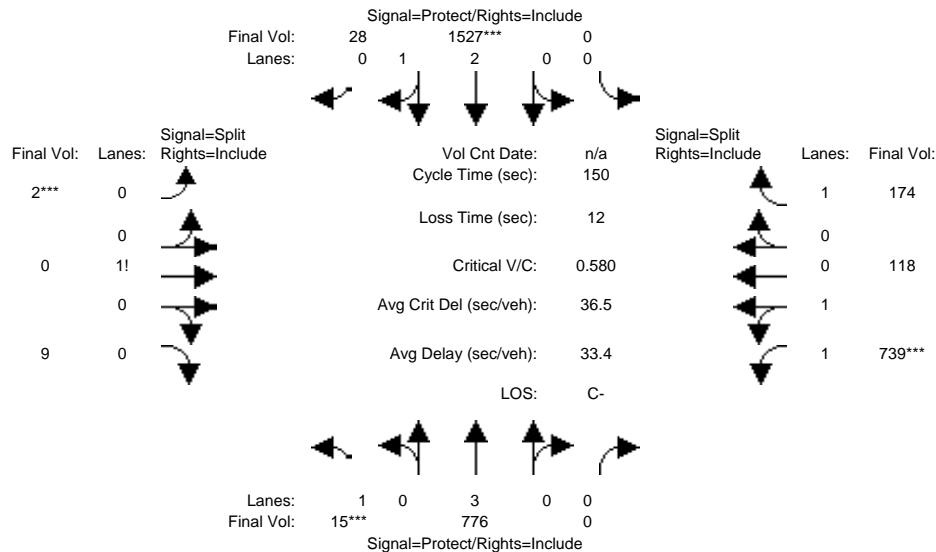 Signal=Protect/Rights=Include
Final Vol: 28 1527*** 0
Lanes: 0 1 2 0 0
Signal=Split Signal=Split
Final Vol: Lanes: Rights=Include Vol Cnt Date: n/a Rights=Include Lanes: Final Vol:
Cycle Time (sec): 150
2*** 0 1 174
Loss Time (sec): 12
0 0
0 1! Critical V/C: 0.580 0 118
0 Avg Crit Del (sec/veh): 36.5 1
9 0 Avg Delay (sec/veh): 33.4 1 739***
LOS: C-
Lanes: 1 0 3 0 0
Final Vol: 15*** 776 0
Signal=Protect/Rights=Include